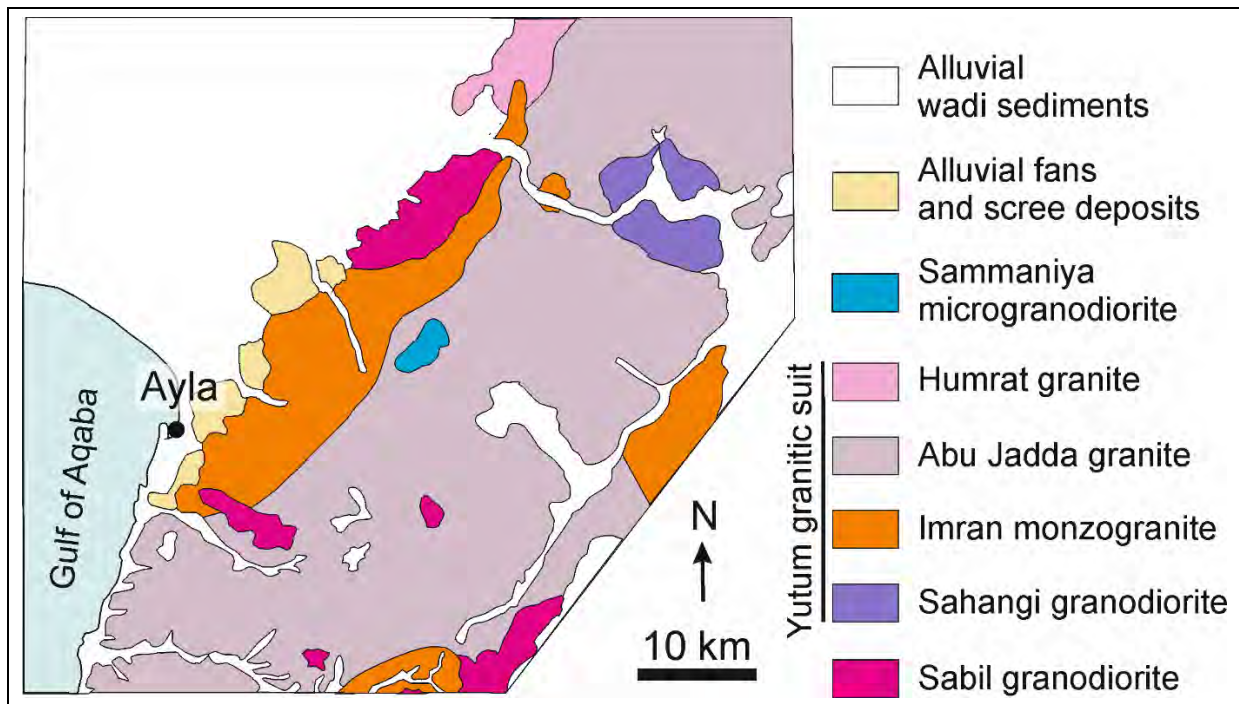 Ayla
Gulf of Aqaba
N
10 km
Alluvial
wadi sediments
Alluvial fans
and scree deposits
Sammaniya
microgranodiorite
Yutum granitic suit
Humrat granite
Abu Jadda granite
Imran monzogranite
Sahangi granodiorite
Sabil granodiorite